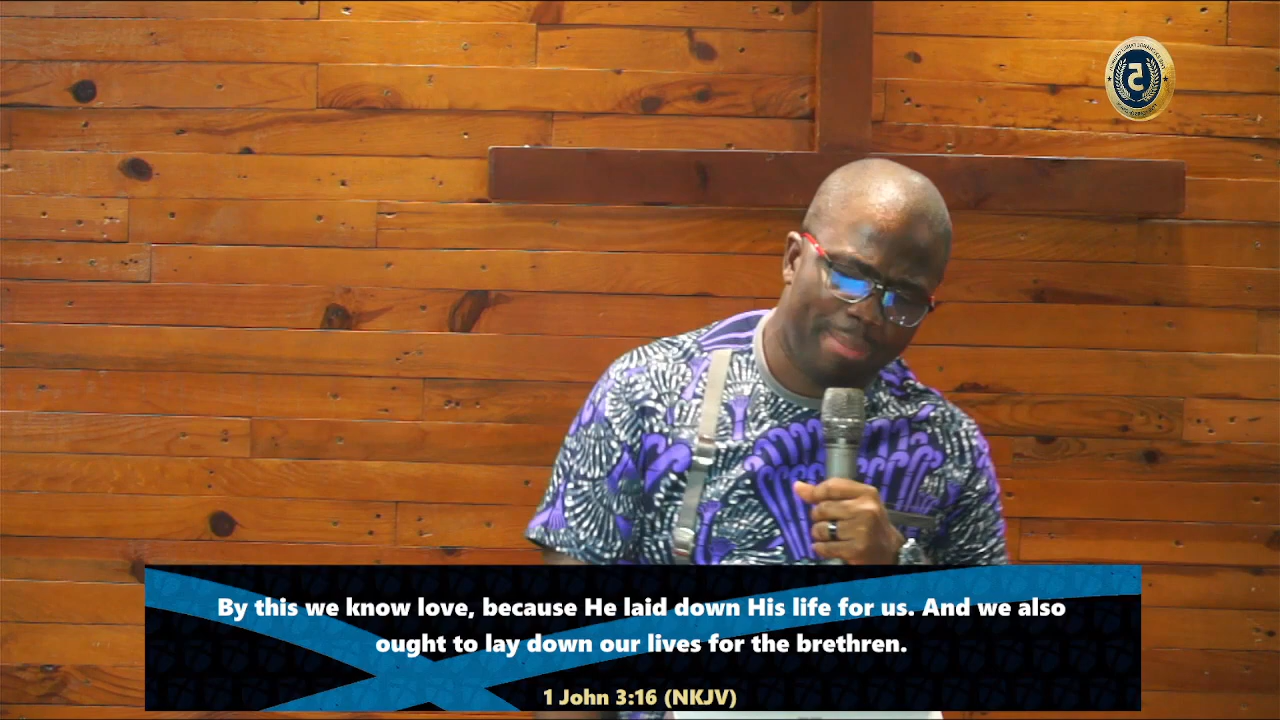 By this we know love, because He laid down His life for us. And we also
ought to lay down our lives for the brethren.
1 John 3:16 (NKJV)